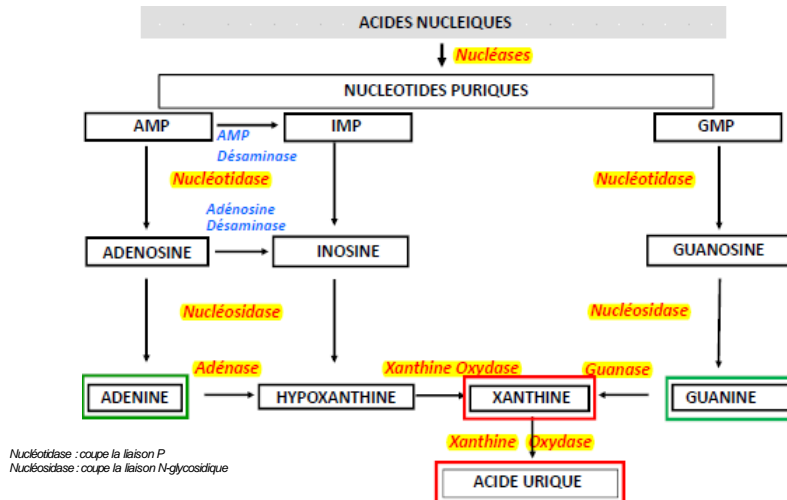 ACIDES NUCLEIQUES
Nucléases
NUCLEOTIDES PURIQUES
AMP
IMP
GMP
AMP
Désaminase
Nucléotidase
Nucléotidase
Adénosine
Désaminase
ADENOSINE
INOSINE
GUANOSINE
Nucléosidase
Nucléosidase
Adénase
Xanthine Oxydase
Guanase
ADENINE
HYPOXANTHINE
XANTHINE
GUANINE
Xanthine Oxydase
Nucléotidase : coupe la liaison P
Nucléosidase : coupe la liaison N-glycosidique
ACIDE URIQUE